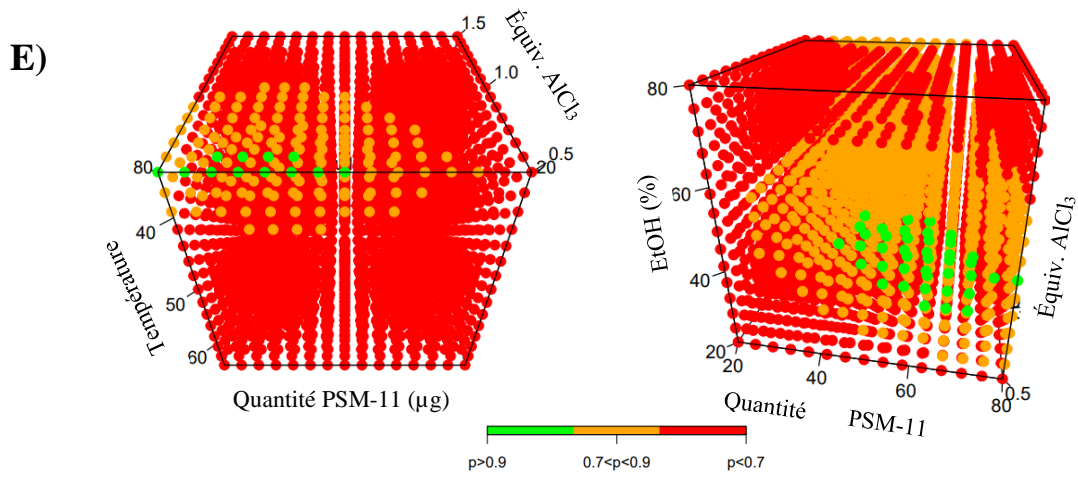 E)
1.5
1.0
0.5
Équiv. AlCl₃
80
20
40
50
60
Température
Quantité PSM-11 (µg)
80
60
40
20
EtOH (%)
20
40
60
80
0.5
Équiv. AlCl₃
Quantité PSM-11
p>0.9 0.7<p<0.9 p<0.7